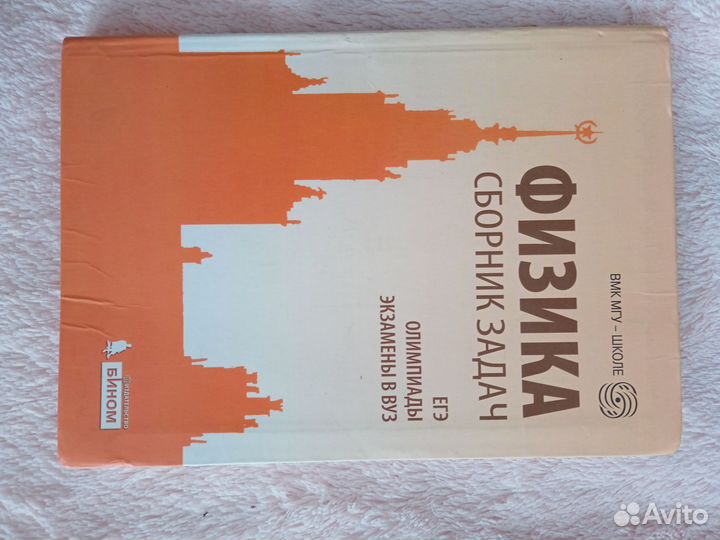 ВМК МГУ – ШКОЛЕ
ФИЗИКА
СБОРНИК ЗАДАЧ
ЕГЭ
ОЛИМПИАДЫ
ЭКЗАМЕНЫ В ВУЗ
ИЗДАТЕЛЬСТВО
БИНОМ
Avito